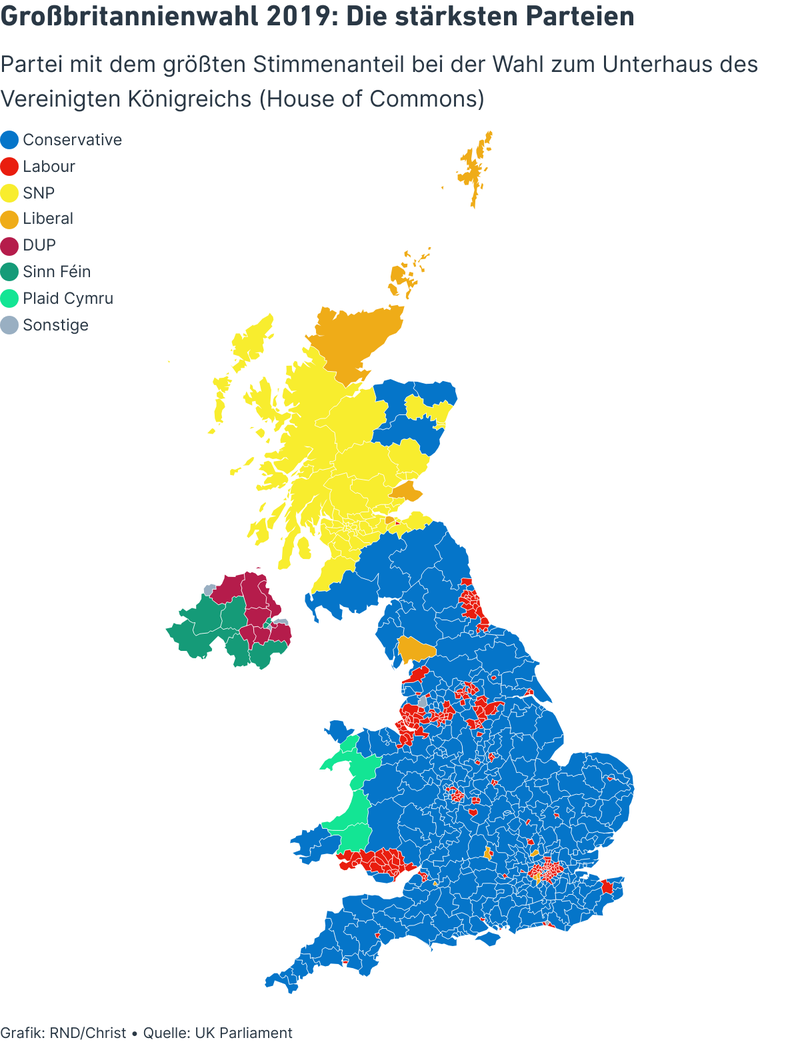 Großbritannienwahl 2019: Die stärksten Parteien
Partei mit dem größten Stimmenanteil bei der Wahl zum Unterhaus des
Vereinigten Königreichs (House of Commons)
Conservative
Labour
SNP
Liberal
DUP
Sinn Féin
Plaid Cymru
Sonstige
Grafik: RND/Christ • Quelle: UK Parliament